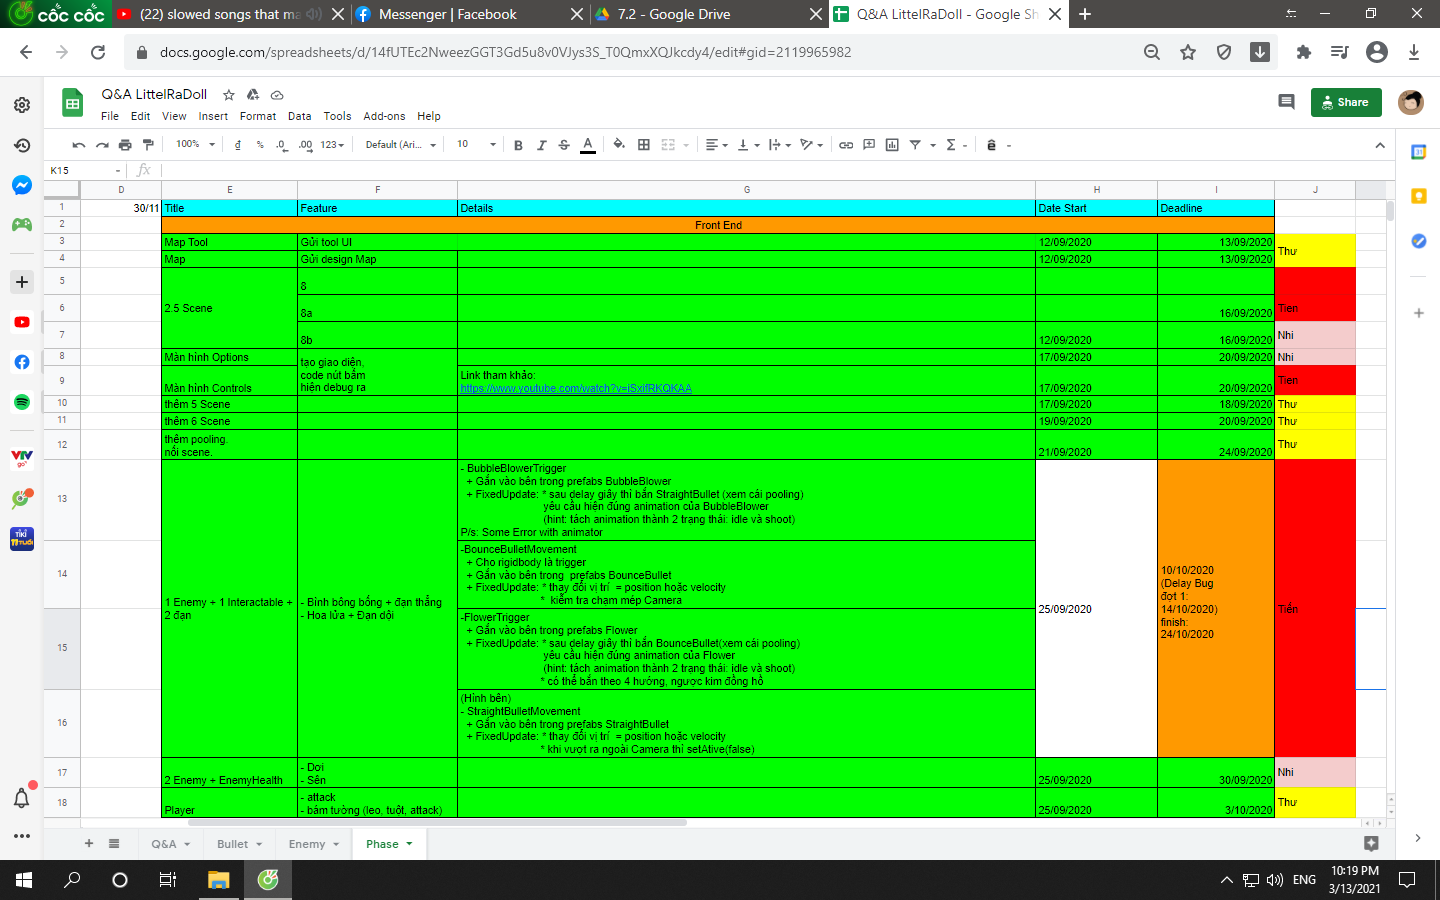 cốc cốc
(22) slowed songs that ma
Messenger | Facebook
7.2 - Google Drive
Q&A LittelRaDoll - Google Sh
docs.google.com/spreadsheets/d/14fUTEc2NweezGGT3Gd5u8v0VJys3S_T0QmxXQJkcdy4/edit#gid=2119965982
Q&A LittelRaDoll
File Edit View Insert Format Data Tools Add-ons Help
Share
100% ₫ % .0 .00 123 Default (Ari... 10 B I S A
K15 fx
D E F G H I J
1 30/11 Title Feature Details Date Start Deadline
2 Front End
3 Map Tool Gửi tool UI 12/09/2020 13/09/2020
Thư
4 Map Gửi design Map 12/09/2020 13/09/2020
5 8
2.5 Scene
6 8a 16/09/2020 Tien
7 8b 12/09/2020 16/09/2020 Nhi
8 Màn hình Options 17/09/2020 20/09/2020 Nhi
tạo giao diện,
code nút bấm
hiện debug ra
9 Màn hình Controls
Link tham khảo:
https://www.youtube.com/watch?v=iSxifRKQKAA
17/09/2020 20/09/2020 Tien
10 thêm 5 Scene 17/09/2020 18/09/2020 Thư
11 thêm 6 Scene 19/09/2020 20/09/2020 Thư
12 thêm pooling.
nối scene. 21/09/2020 24/09/2020 Thư
13
- BubbleBlowerTrigger
+ Gắn vào bên trong prefabs BubbleBlower
+ FixedUpdate: * sau delay giây thì bắn StraightBullet (xem cái pooling)
yêu cầu hiện đúng animation của BubbleBlower
(hint: tách animation thành 2 trạng thái: idle và shoot)
P/s: Some Error with animator
14
-BounceBulletMovement
+ Cho rigidbody là trigger
+ Gắn vào bên trong prefabs BounceBullet
+ FixedUpdate: * thay đổi vị trí = position hoặc velocity
* kiểm tra chạm mép Camera
1 Enemy + 1 Interactable +
2 đạn
- Bình bông bống + đạn thẳng
- Hoa lửa + Đạn dội
25/09/2020
10/10/2020
(Delay Bug
đợt 1:
14/10/2020)
finish:
24/10/2020
Tiến
15
-FlowerTrigger
+ Gắn vào bên trong prefabs Flower
+ FixedUpdate: * sau delay giây thì bắn BounceBullet(xem cái pooling)
yêu cầu hiện đúng animation của Flower
(hint: tách animation thành 2 trạng thái: idle và shoot)
* có thể bắn theo 4 hướng, ngược kim đồng hồ
16
(Hình bên)
- StraightBulletMovement
+ Gắn vào bên trong prefabs StraightBullet
+ FixedUpdate: * thay đổi vị trí = position hoặc velocity
* khi vượt ra ngoài Camera thì setAtive(false)
17 2 Enemy + EnemyHealth
- Dơi
- Sên
25/09/2020 30/09/2020 Nhi
18 Player
- attack
- bám tường (leo, tuột, attack)
25/09/2020 3/10/2020 Thư
Q&A Bullet Enemy Phase
VTV
go
TIKI
11 TUỔI
31
ENG
10:19 PM
3/13/2021